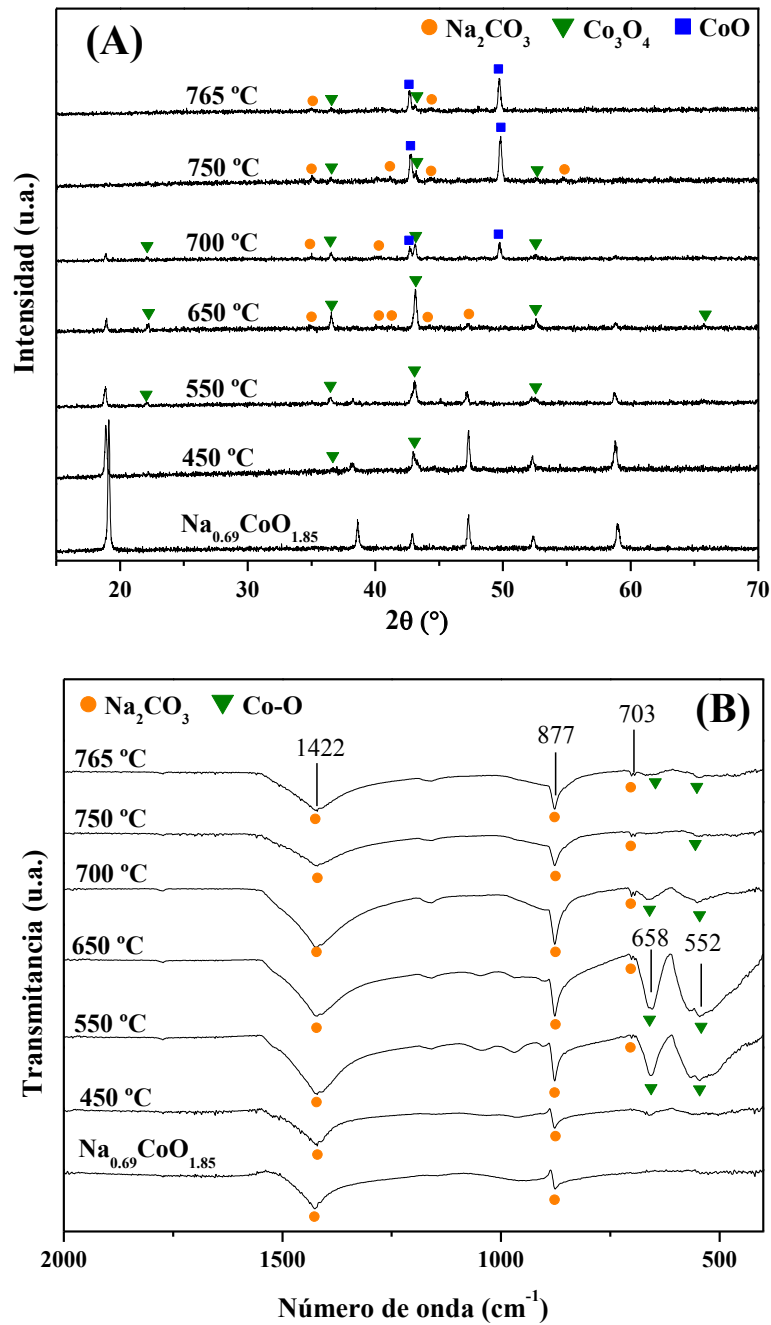 (A)
Na₂CO₃ Co₃O₄ CoO
765 ºC
750 ºC
700 ºC
650 ºC
550 ºC
450 ºC
Na₀.₆₉CoO₁.₈₅
Intensidad (u.a.)
20 30 40 50 60 70
2θ (°)
Na₂CO₃ Co-O
(B)
703
877
1422
765 ºC
750 ºC
700 ºC
658 552
650 ºC
550 ºC
450 ºC
Na₀.₆₉CoO₁.₈₅
Transmitancia (u.a.)
2000 1500 1000 500
Número de onda (cm⁻¹)